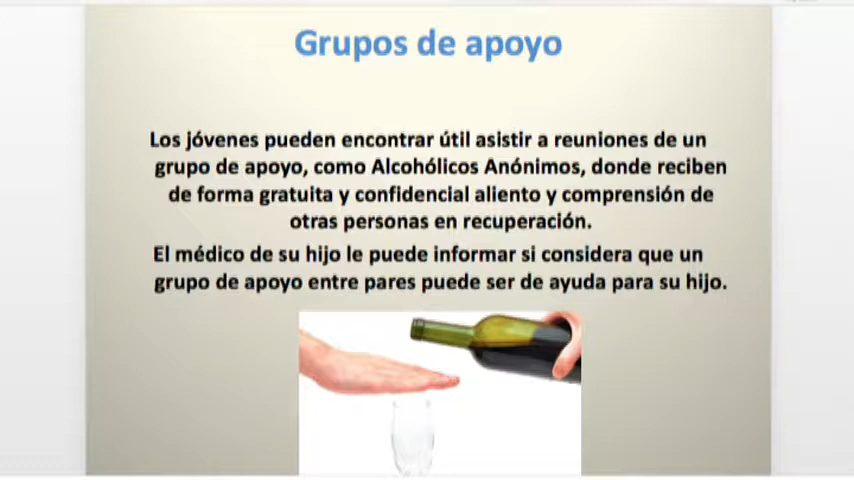 Grupos de apoyo
Los jóvenes pueden encontrar útil asistir a reuniones de un
grupo de apoyo, como Alcohólicos Anónimos, donde reciben
de forma gratuita y confidencial aliento y comprensión de
otras personas en recuperación.
El médico de su hijo le puede informar si considera que un
grupo de apoyo entre pares puede ser de ayuda para su hijo.